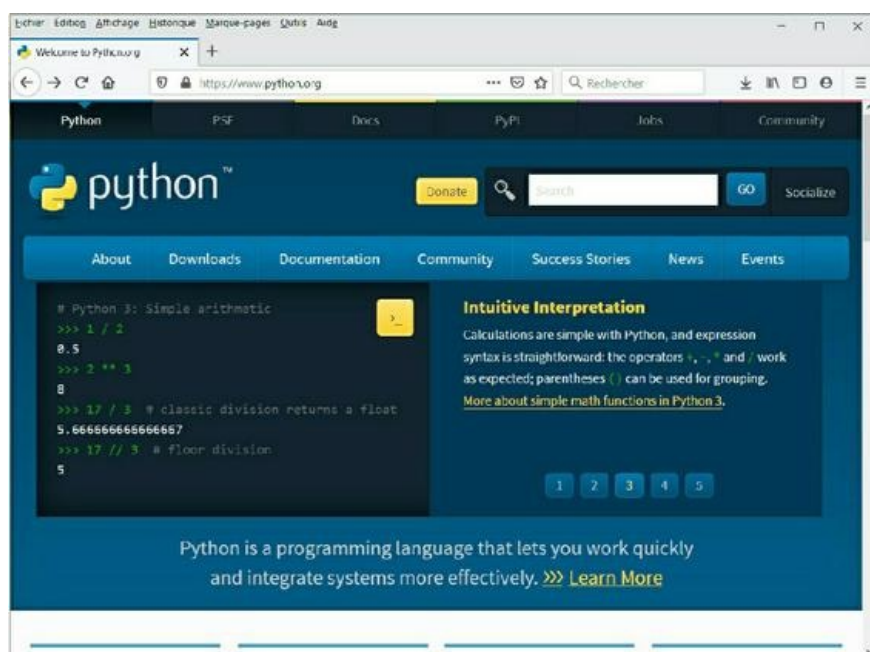 Fichier Édition Affichage Historique Marque-pages Outils Aide
Welcome to Python.org
https://www.python.org
Rechercher
Python PSF Docs PyPI Jobs Community
python™
Donate
Search
GO
Socialize
About Downloads Documentation Community Success Stories News Events
# Python 3: Simple arithmetic
>>> 1 / 2
0.5
>>> 2 ** 3
8
>>> 17 / 3 # classic division returns a float
5.666666666666667
>>> 17 // 3 # floor division
5
>_
Intuitive Interpretation
Calculations are simple with Python, and expression
syntax is straightforward: the operators +, -, * and / work
as expected; parentheses () can be used for grouping.
More about simple math functions in Python 3.
1 2 3 4 5
Python is a programming language that lets you work quickly
and integrate systems more effectively. >>> Learn More